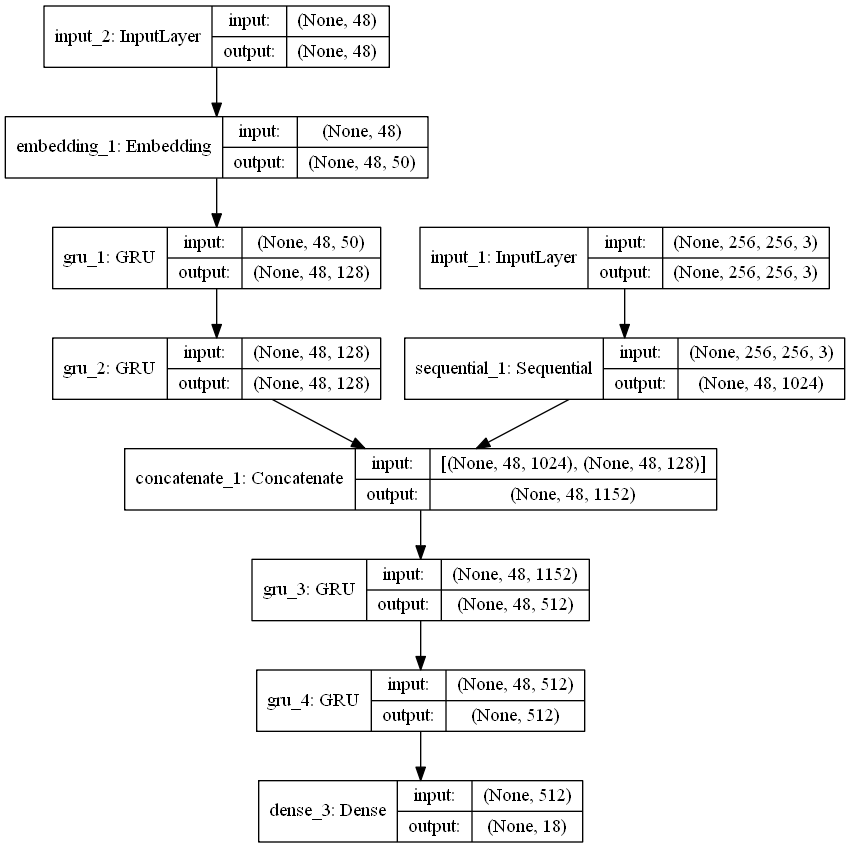 input_2: InputLayer
input:
(None, 48)
output:
(None, 48)
embedding_1: Embedding
input:
(None, 48)
output:
(None, 48, 50)
gru_1: GRU
input:
(None, 48, 50)
output:
(None, 48, 128)
input_1: InputLayer
input:
(None, 256, 256, 3)
output:
(None, 256, 256, 3)
gru_2: GRU
input:
(None, 48, 128)
output:
(None, 48, 128)
sequential_1: Sequential
input:
(None, 256, 256, 3)
output:
(None, 48, 1024)
concatenate_1: Concatenate
input:
[(None, 48, 1024), (None, 48, 128)]
output:
(None, 48, 1152)
gru_3: GRU
input:
(None, 48, 1152)
output:
(None, 48, 512)
gru_4: GRU
input:
(None, 48, 512)
output:
(None, 512)
dense_3: Dense
input:
(None, 512)
output:
(None, 18)